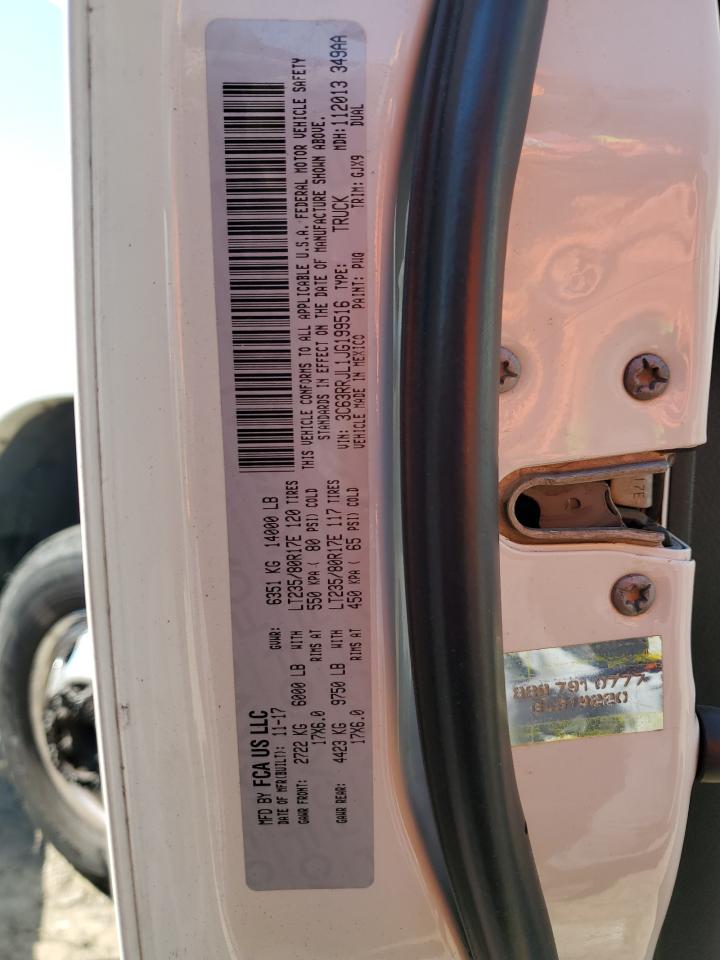 MFD BY FCA US LLC
DATE OF MFR(BUILT): 11-17 GVWR: 6351 KG 14000 LB
GAWR FRONT: 2722 KG 6000 LB WITH LT235/80R17E 120 TIRES
17X6.0 RIMS AT 550 KPA ( 80 PSI) COLD
GAWR REAR: 4423 KG 9750 LB WITH LT235/80R17E 117 TIRES
17X6.0 RIMS AT 450 KPA ( 65 PSI) COLD
THIS VEHICLE CONFORMS TO ALL APPLICABLE U.S.A. FEDERAL MOTOR VEHICLE SAFETY
STANDARDS IN EFFECT ON THE DATE OF MANUFACTURE SHOWN ABOVE.
VIN: 3C63RRJL1JG199516 TYPE: TRUCK MDH: 112013 349AA
VEHICLE MADE IN MEXICO PAINT: PW0 TRIM: GJX9 DUAL
17E